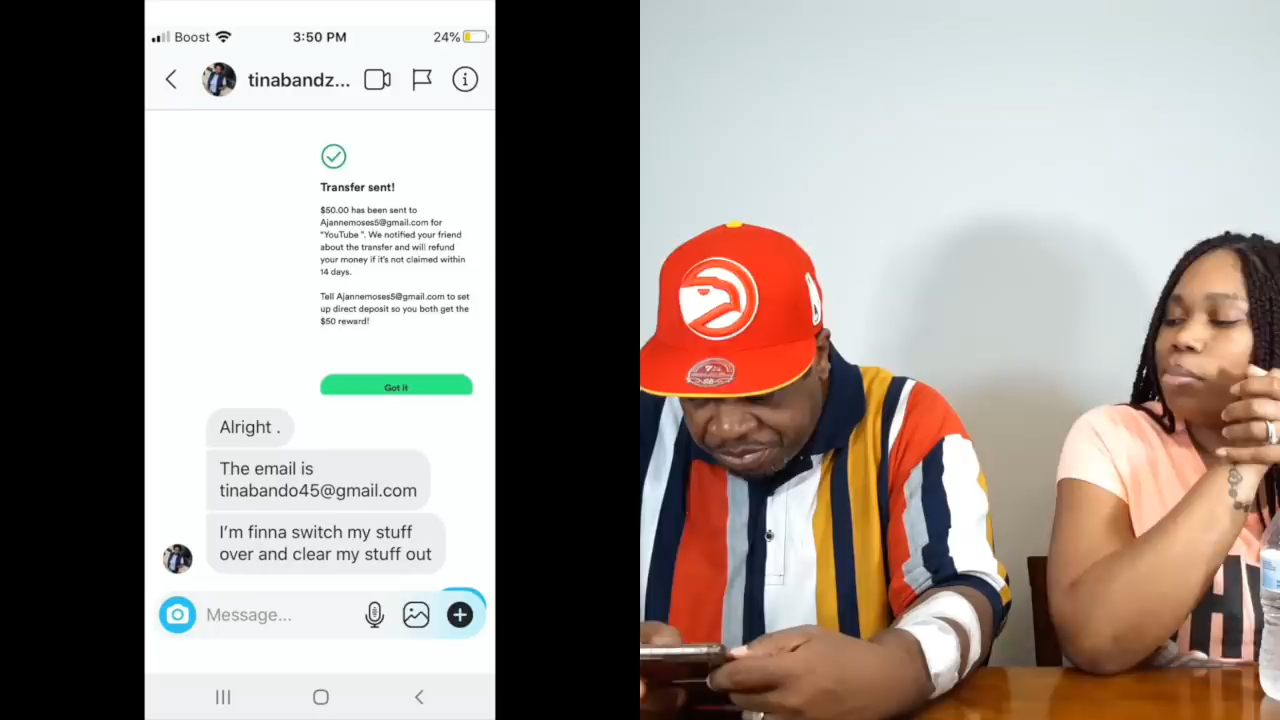 Boost
3:50 PM
24%
tinabandz...
Transfer sent!
$50.00 has been sent to
Ajannemoses5@gmail.com for
"YouTube ". We notified your friend
about the transfer and will refund
your money if it's not claimed within
14 days.
Tell Ajannemoses5@gmail.com to set
up direct deposit so you both get the
$50 reward!
Got it
Alright .
The email is
tinabando45@gmail.com
I'm finna switch my stuff
over and clear my stuff out
Message...